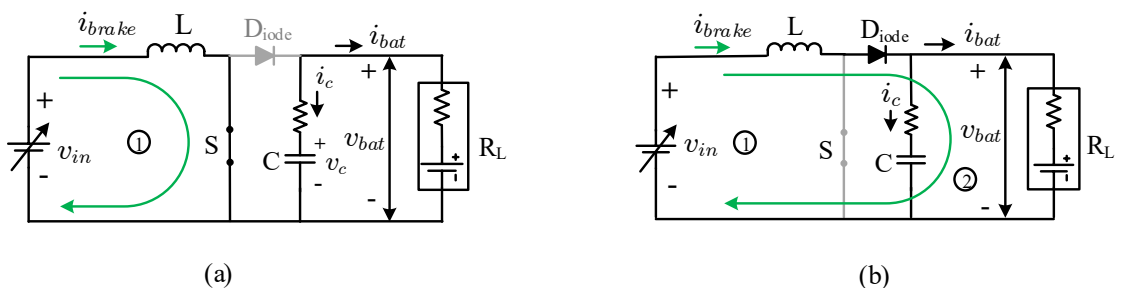 i_brake L D_iode i_bat
+ i_c +
① v_in S + v_bat R_L
C v_c
- - -
(a)
i_brake L D_iode i_bat
+ i_c +
① v_in S v_bat R_L
C ②
- -
(b)